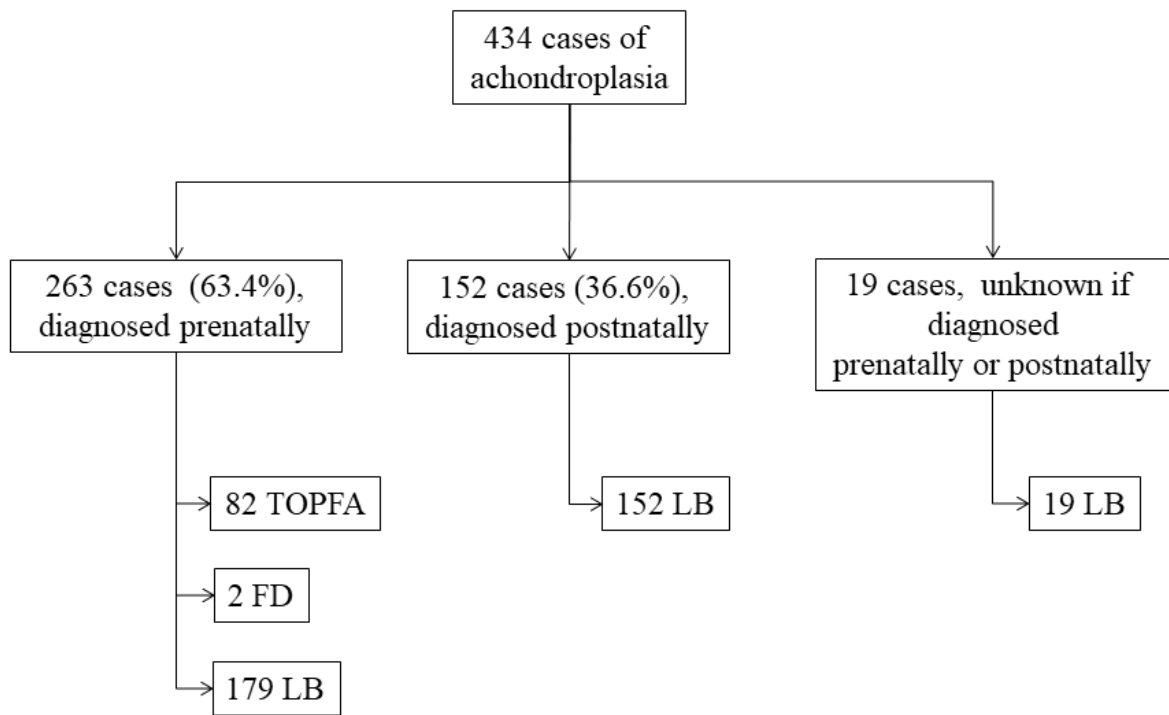 434 cases of
achondroplasia
263 cases  (63.4%),
diagnosed prenatally
152 cases (36.6%),
diagnosed postnatally
19 cases,  unknown if
diagnosed
prenatally or postnatally
82 TOPFA
152 LB
19 LB
2 FD
179 LB